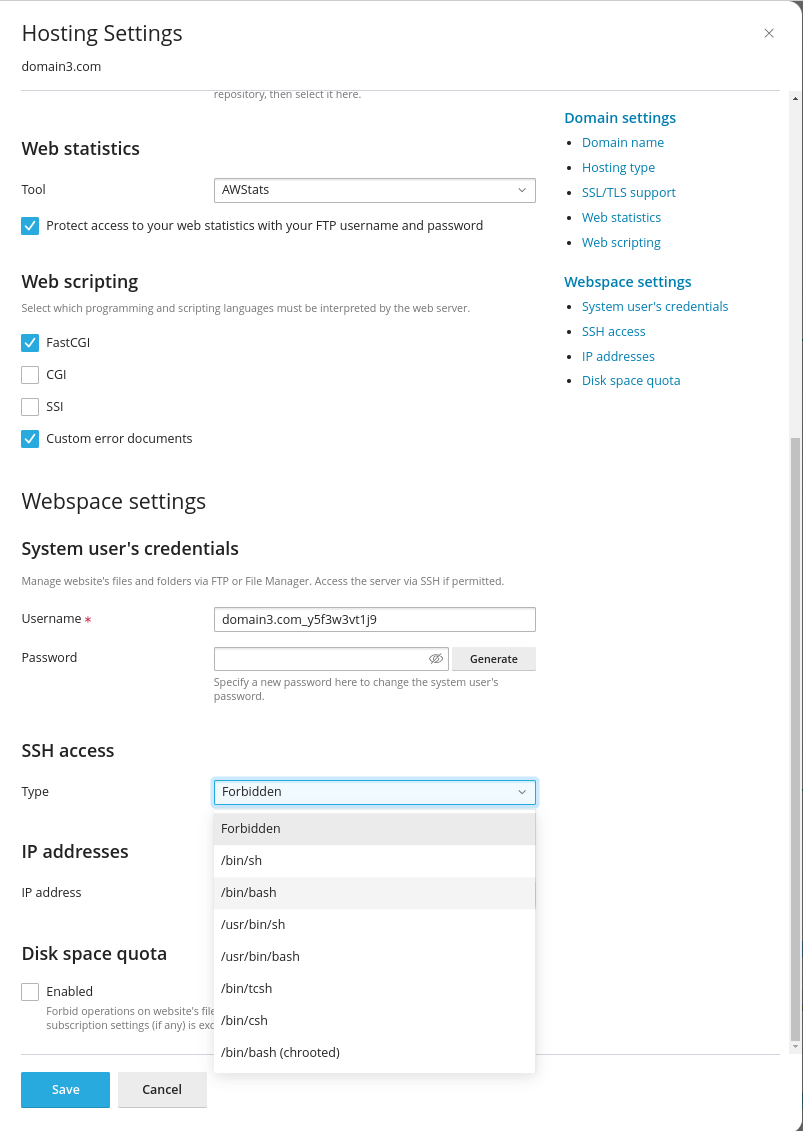 Hosting Settings
domain3.com
repository, then select it here.
Web statistics
Tool
AWStats
Protect access to your web statistics with your FTP username and password
Web scripting
Select which programming and scripting languages must be interpreted by the web server.
FastCGI
CGI
SSI
Custom error documents
Webspace settings
System user's credentials
Manage website's files and folders via FTP or File Manager. Access the server via SSH if permitted.
Username *
domain3.com_y5f3w3vt1j9
Password
Generate
Specify a new password here to change the system user's
password.
SSH access
Type
Forbidden
Forbidden
/bin/sh
/bin/bash
/usr/bin/sh
/usr/bin/bash
/bin/tcsh
/bin/csh
/bin/bash (chrooted)
IP addresses
IP address
Disk space quota
Enabled
Forbid operations on website's
subscription settings (if any) is
Save
Cancel
Domain settings
Domain name
Hosting type
SSL/TLS support
Web statistics
Web scripting
Webspace settings
System user's credentials
SSH access
IP addresses
Disk space quota